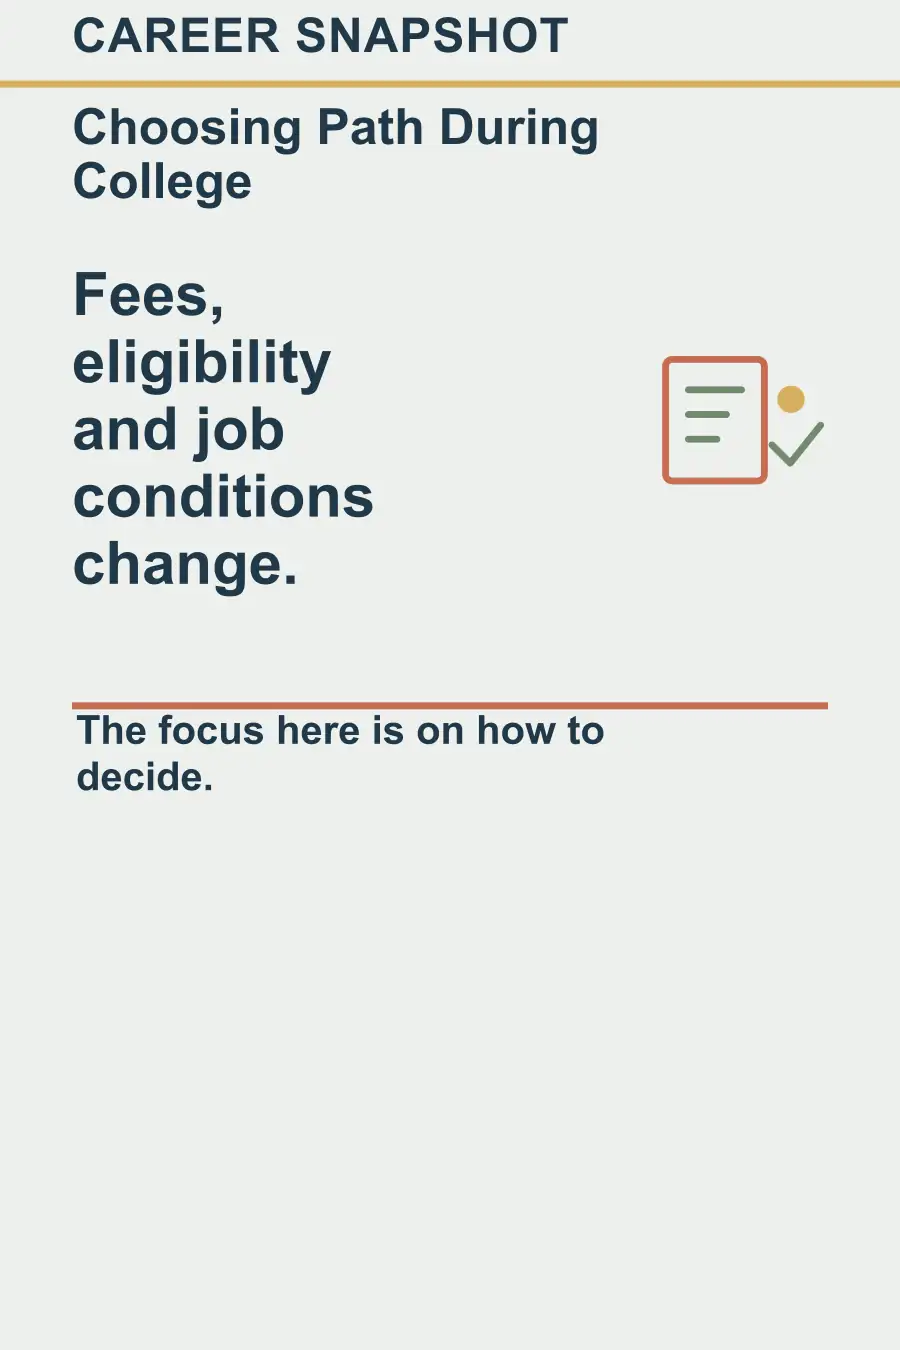 CAREER SNAPSHOT
Choosing Path During
College
Fees,
eligibility
and job
conditions
change.
The focus here is on how to
decide.